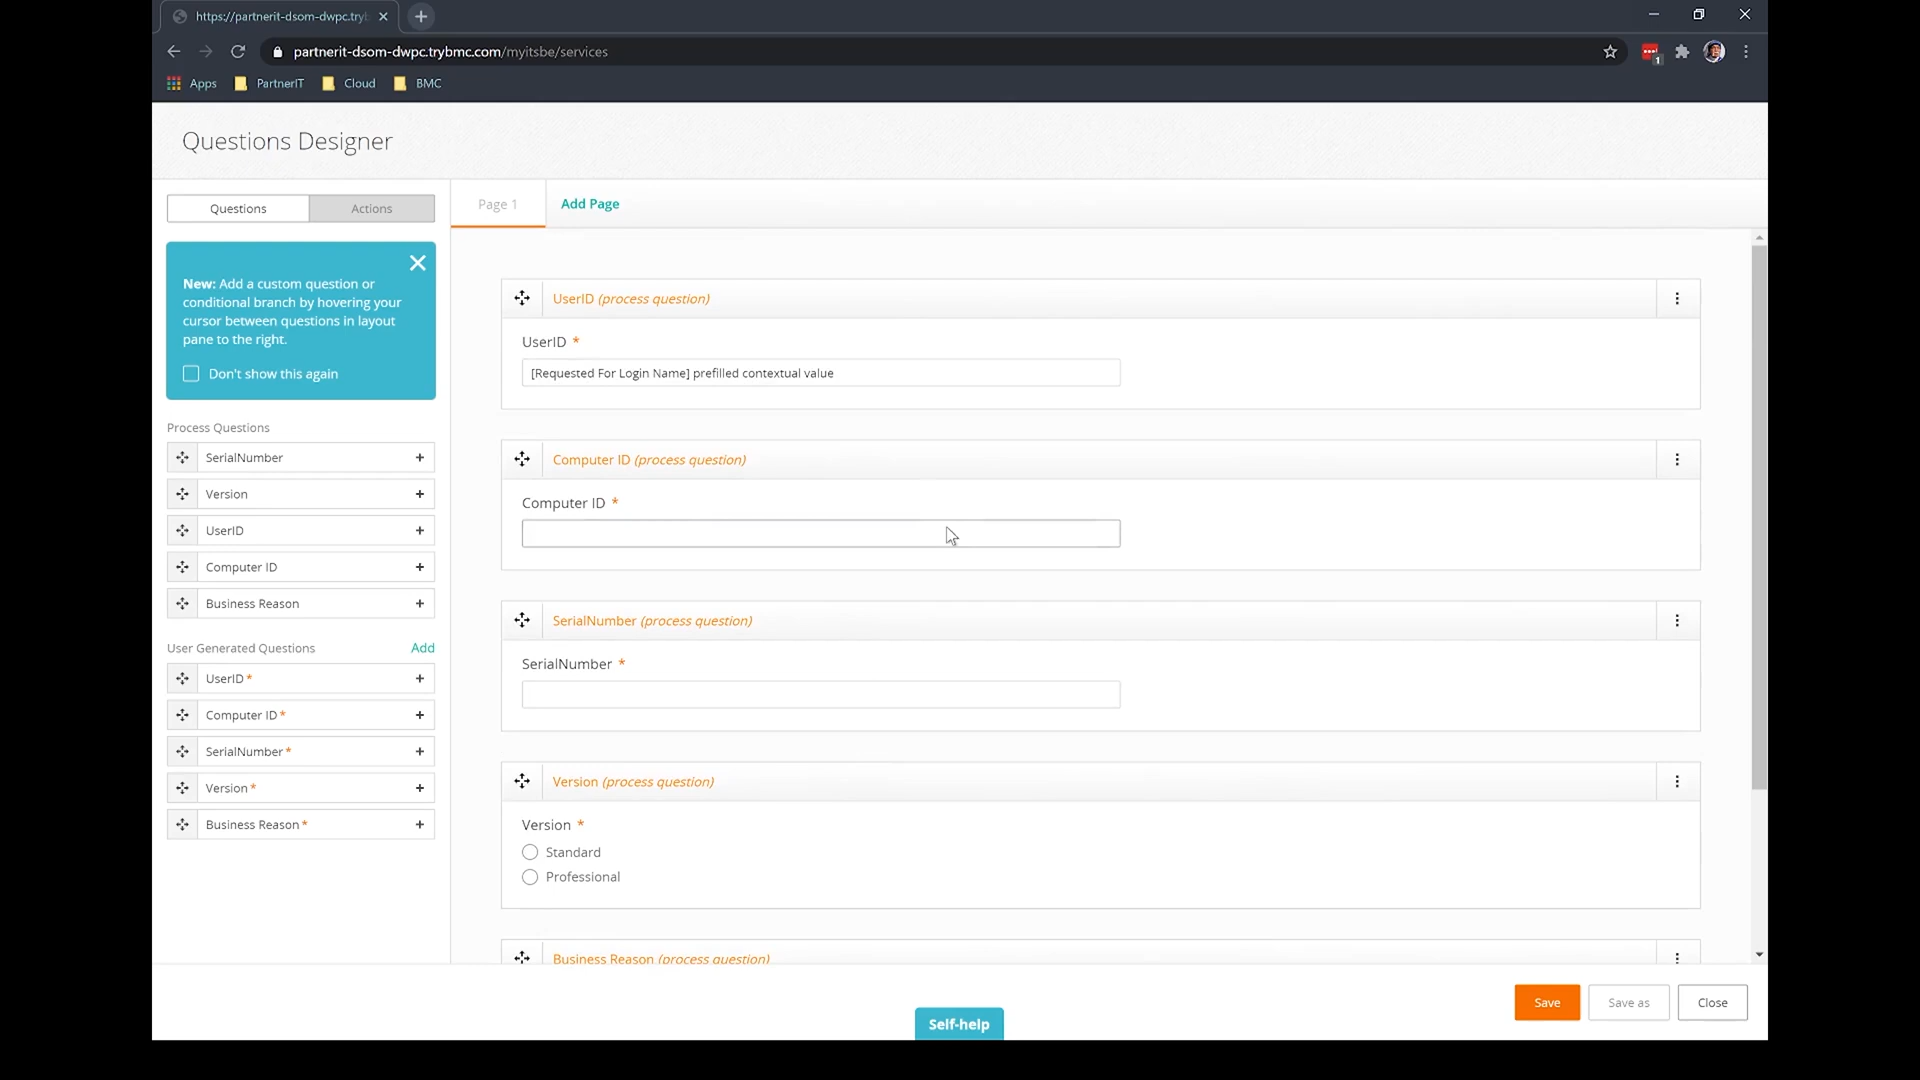 https://partnerit-dsom-dwpc.tryb
partnerit-dsom-dwpc.trybmc.com/myitsbe/services
1
Apps
PartnerIT
Cloud
BMC
Questions Designer
Questions
Actions
Page 1
Add Page
New: Add a custom question or
conditional branch by hovering your
cursor between questions in layout
pane to the right.
Don't show this again
Process Questions
SerialNumber
Version
UserID
Computer ID
Business Reason
User Generated Questions
Add
UserID *
Computer ID *
SerialNumber *
Version *
Business Reason *
UserID (process question)
UserID *
[Requested For Login Name] prefilled contextual value
Computer ID (process question)
Computer ID *
SerialNumber (process question)
SerialNumber *
Version (process question)
Version *
Standard
Professional
Business Reason (process question)
Save
Save as
Close
Self-help